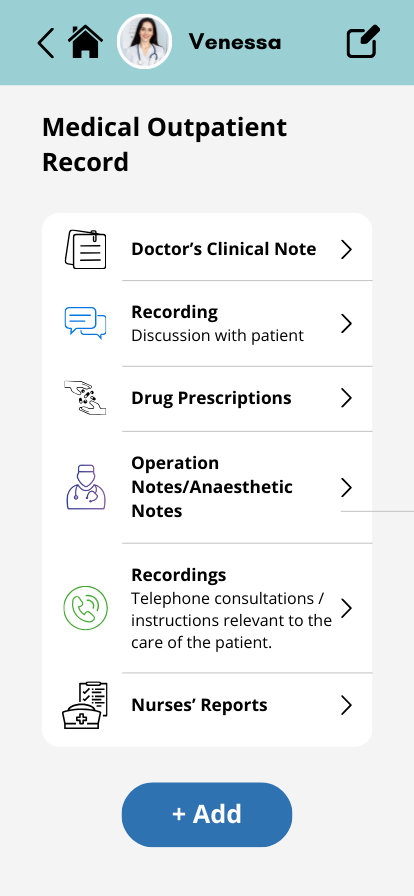 Venessa
Medical Outpatient
Record
Doctor’s Clinical Note
Recording
Discussion with patient
Drug Prescriptions
Operation
Notes/Anaesthetic
Notes
Recordings
Telephone consultations /
instructions relevant to the
care of the patient.
Nurses’ Reports
+ Add